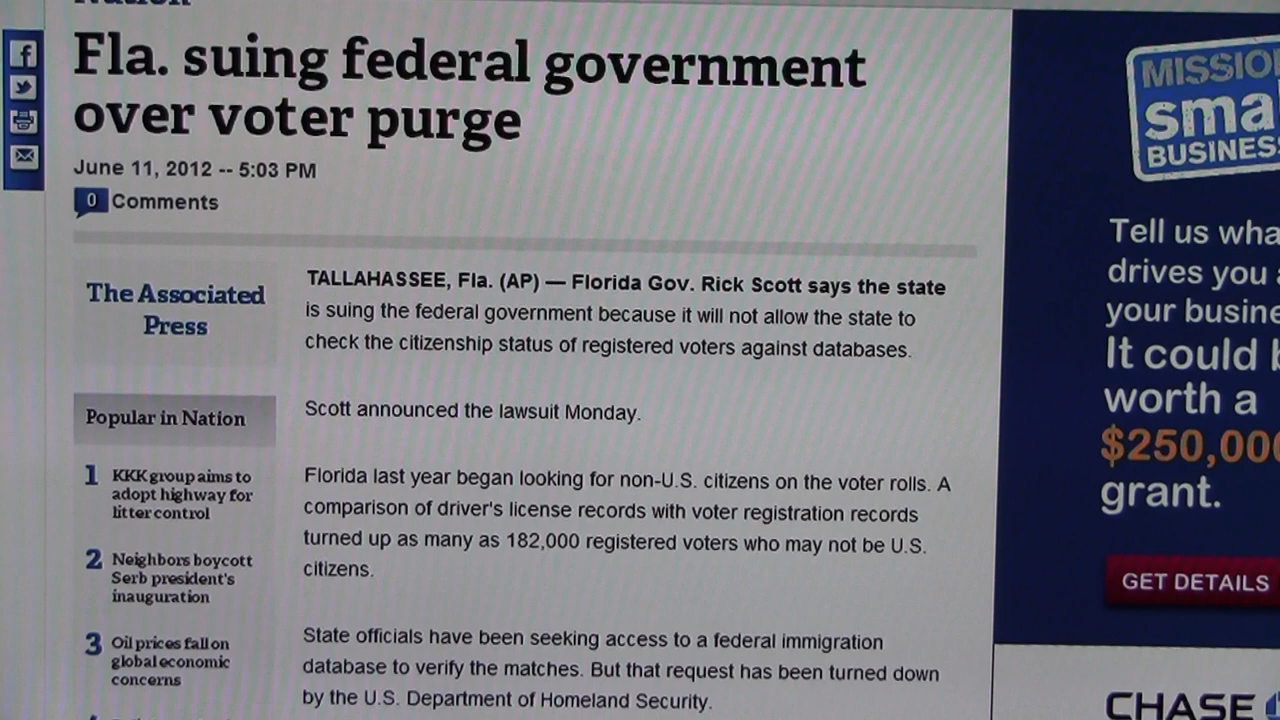 Fla. suing federal government
over voter purge
June 11, 2012 -- 5:03 PM
0 Comments
The Associated
Press
TALLAHASSEE, Fla. (AP) — Florida Gov. Rick Scott says the state
is suing the federal government because it will not allow the state to
check the citizenship status of registered voters against databases.
Scott announced the lawsuit Monday.
Florida last year began looking for non-U.S. citizens on the voter rolls. A
comparison of driver's license records with voter registration records
turned up as many as 182,000 registered voters who may not be U.S.
citizens.
State officials have been seeking access to a federal immigration
database to verify the matches. But that request has been turned down
by the U.S. Department of Homeland Security.
Popular in Nation
1 KKK group aims to
adopt highway for
litter control
2 Neighbors boycott
Serb president's
inauguration
3 Oil prices fall on
global economic
concerns
MISSIO
sma
BUSINES
Tell us wha
drives you
your busine
It could b
worth a
$250,000
grant.
GET DETAILS
CHASE